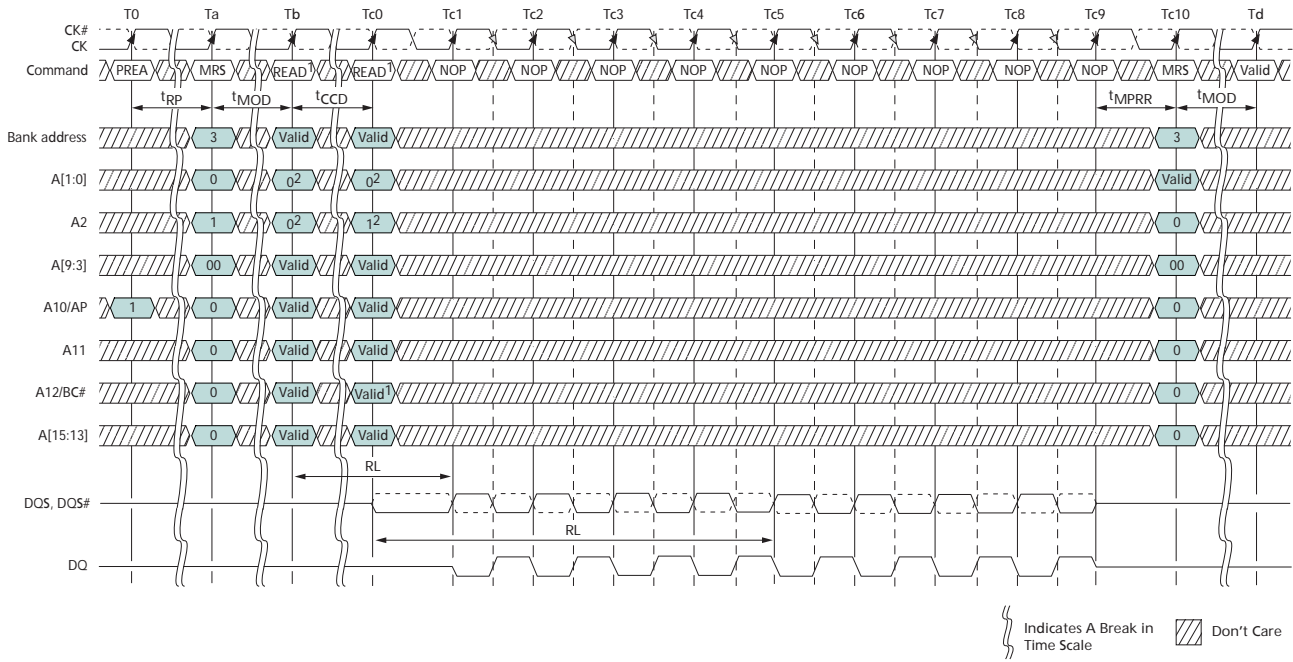 T0 Ta Tb Tc0 Tc1 Tc2 Tc3 Tc4 Tc5 Tc6 Tc7 Tc8 Tc9 Tc10 Td
CK#
CK
Command PREA MRS READ1 READ1 NOP NOP NOP NOP NOP NOP NOP NOP NOP MRS Valid
tRP tMOD tCCD tMPRR tMOD
Bank address 3 Valid Valid 3
A[1:0] 0 02 02 Valid
A2 1 02 12 0
A[9:3] 00 Valid Valid 00
A10/AP 1 0 Valid Valid 0
A11 0 Valid Valid 0
A12/BC# 0 Valid Valid1 0
A[15:13] 0 Valid Valid 0
RL
DQS, DQS#
RL
DQ
Indicates A Break in
Time Scale
Don't Care